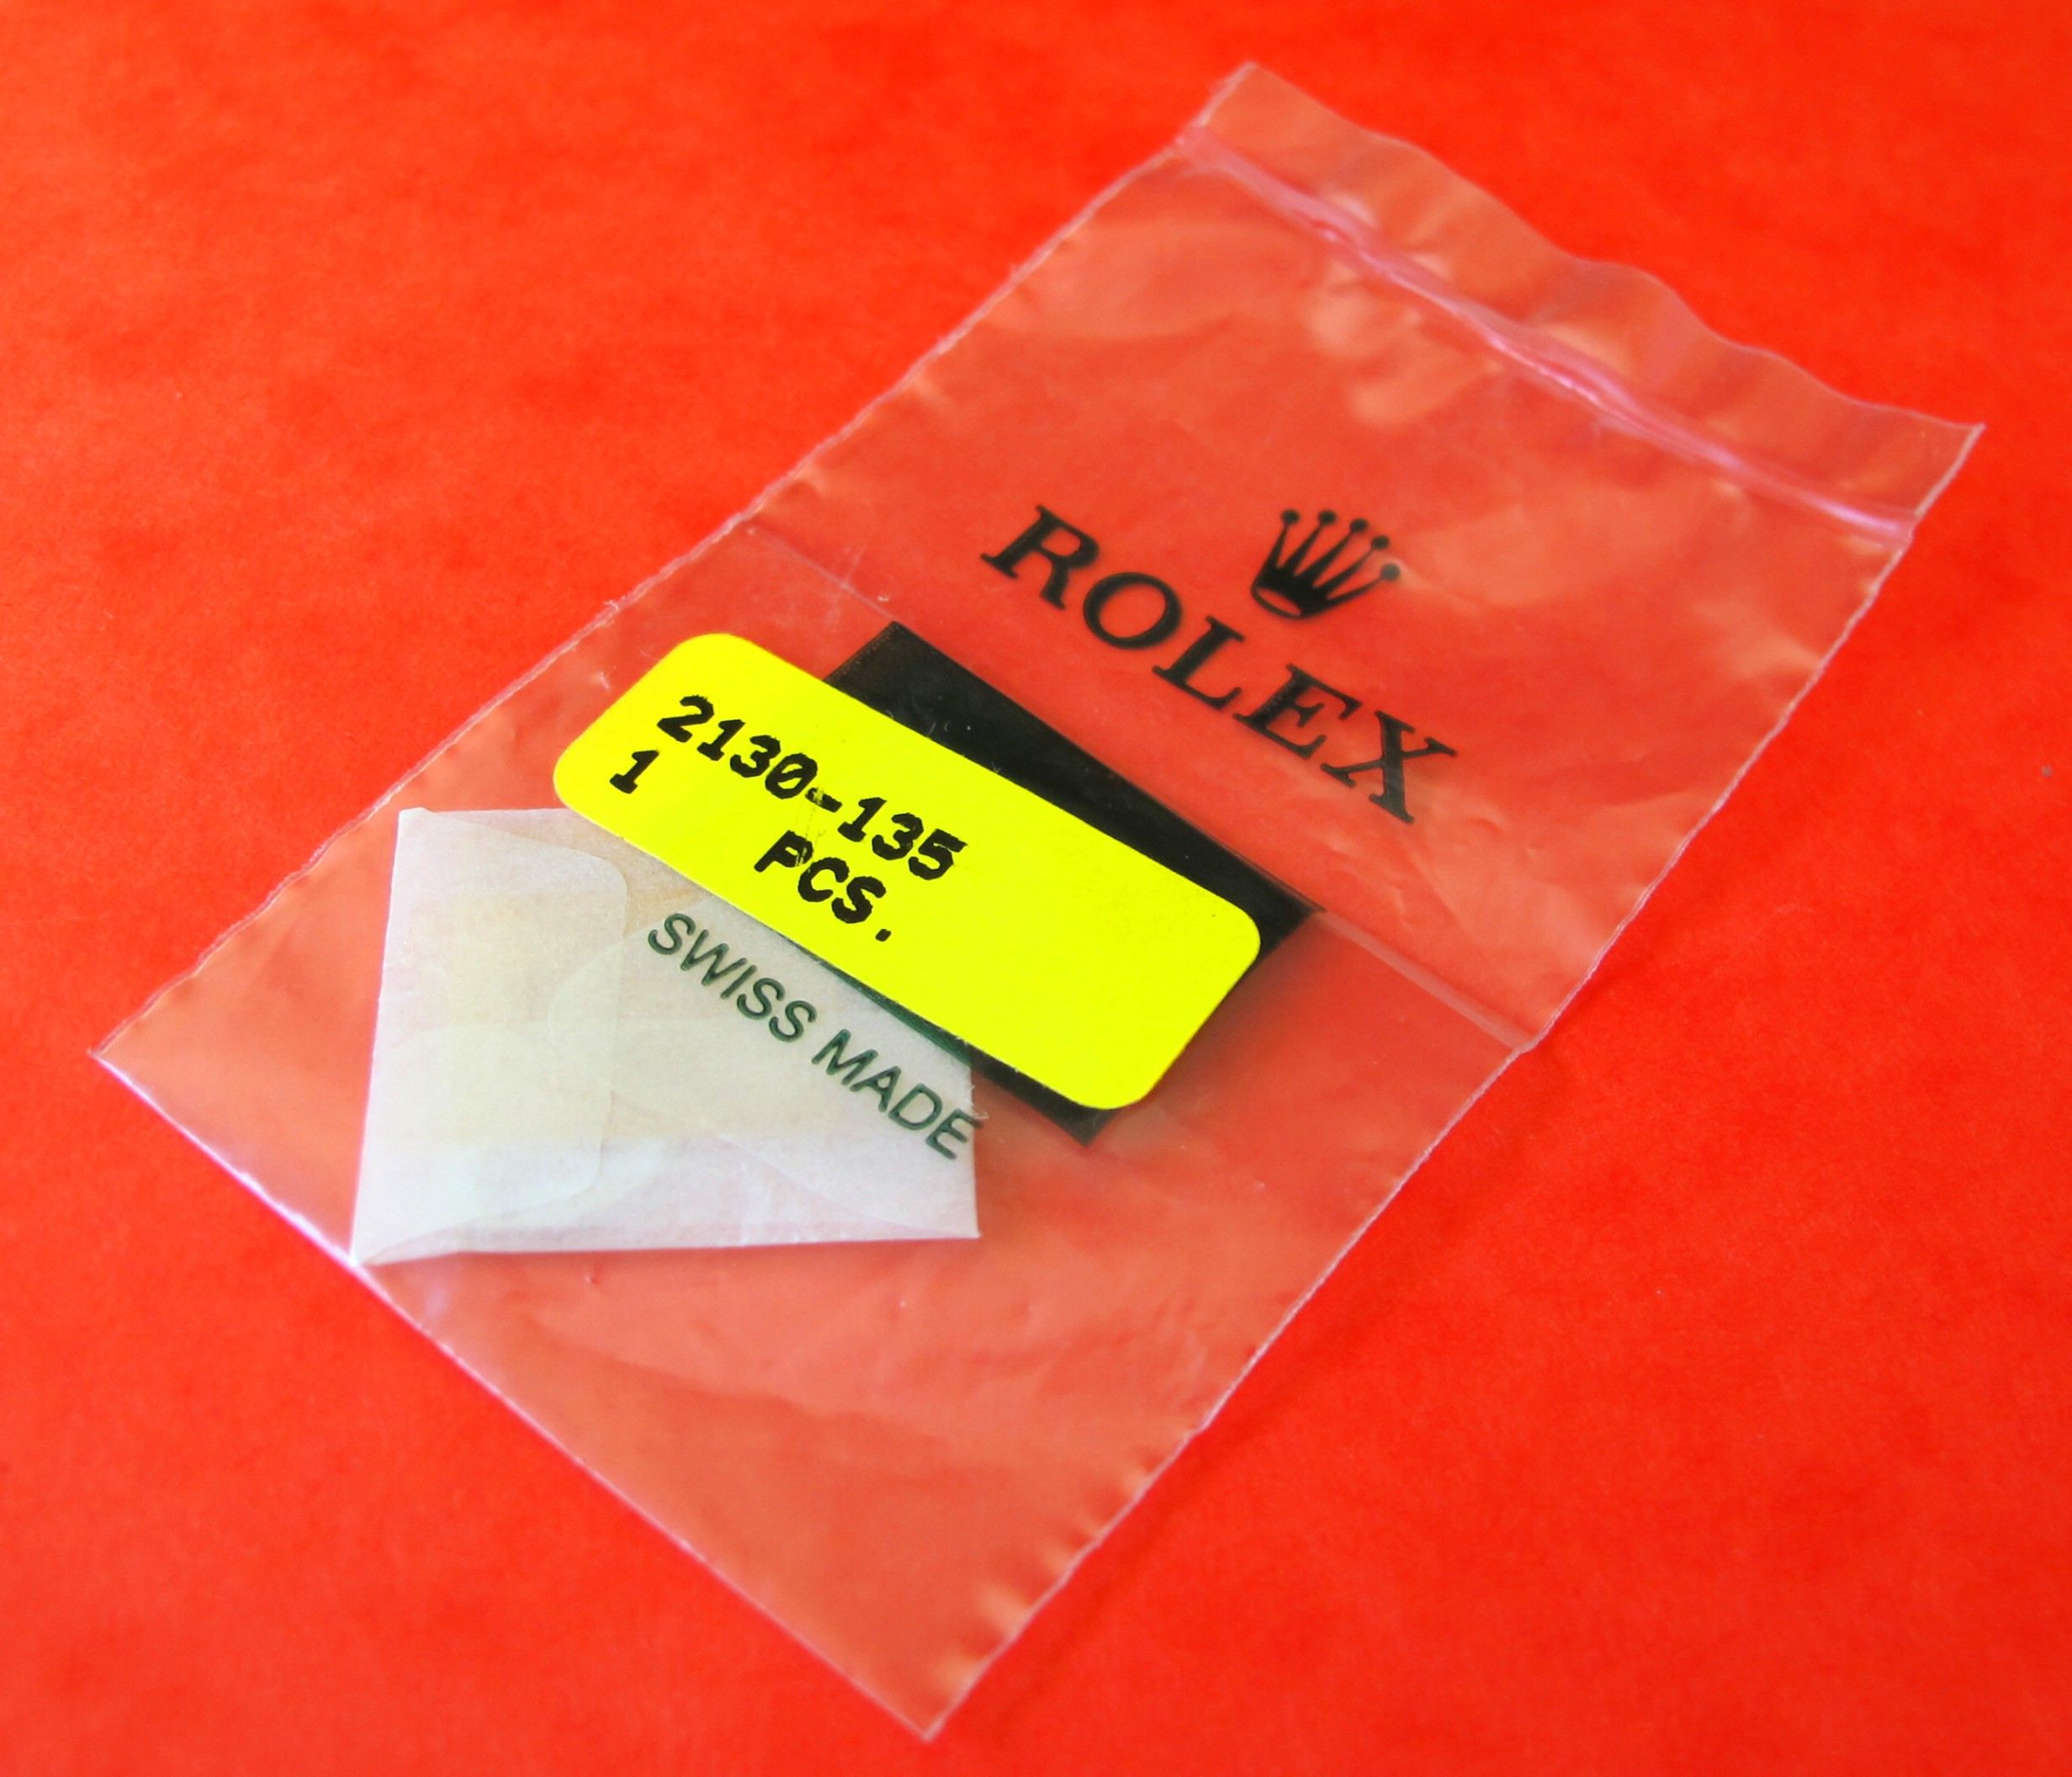 ROLEX
2130-135
1 PCS.
SWISS MADE